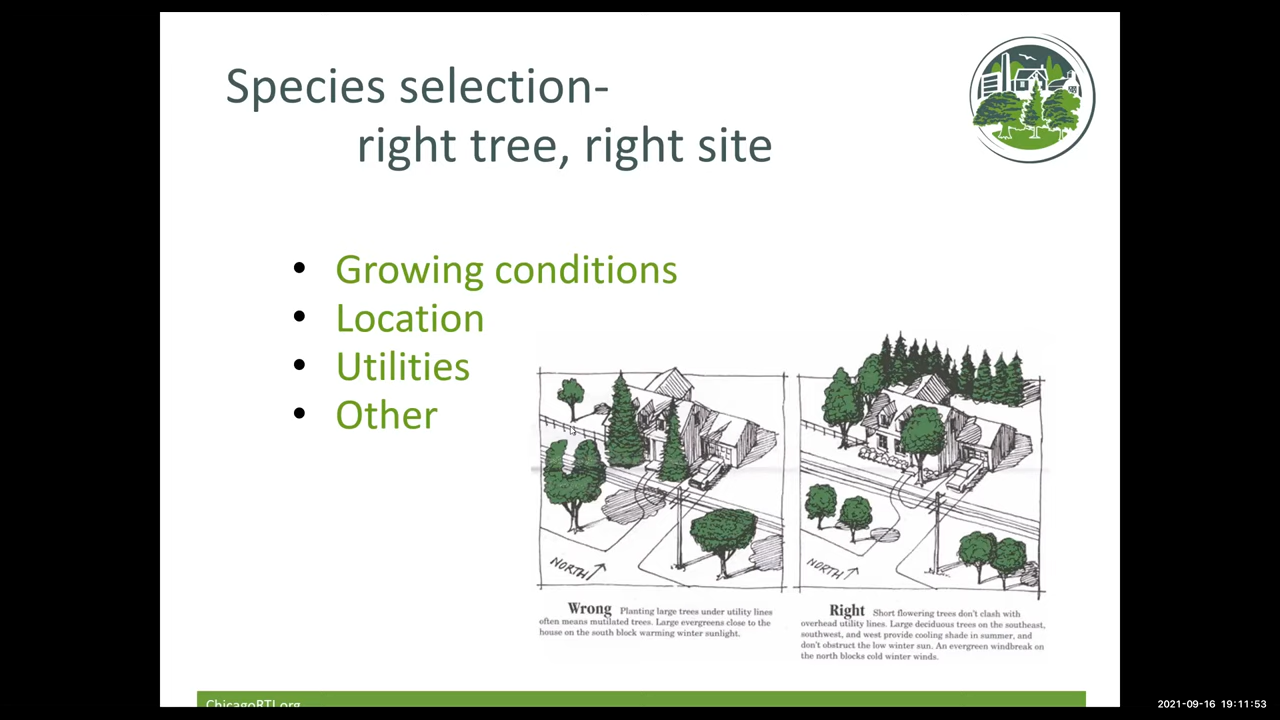 Species selection-
right tree, right site
• Growing conditions
• Location
• Utilities
• Other
NORTH
Wrong Planting large trees under utility lines
often means mutilated trees. Large evergreens close to the
house on the south block warming winter sunlight.
NORTH
Right Short flowering trees don't clash with
overhead utility lines. Large deciduous trees on the southeast,
southwest, and west provide cooling shade in summer, and
don't obstruct the low winter sun. An evergreen windbreak on
the north blocks cold winter winds.
ChicagoRTI.org
2021-09-16 19:11:53